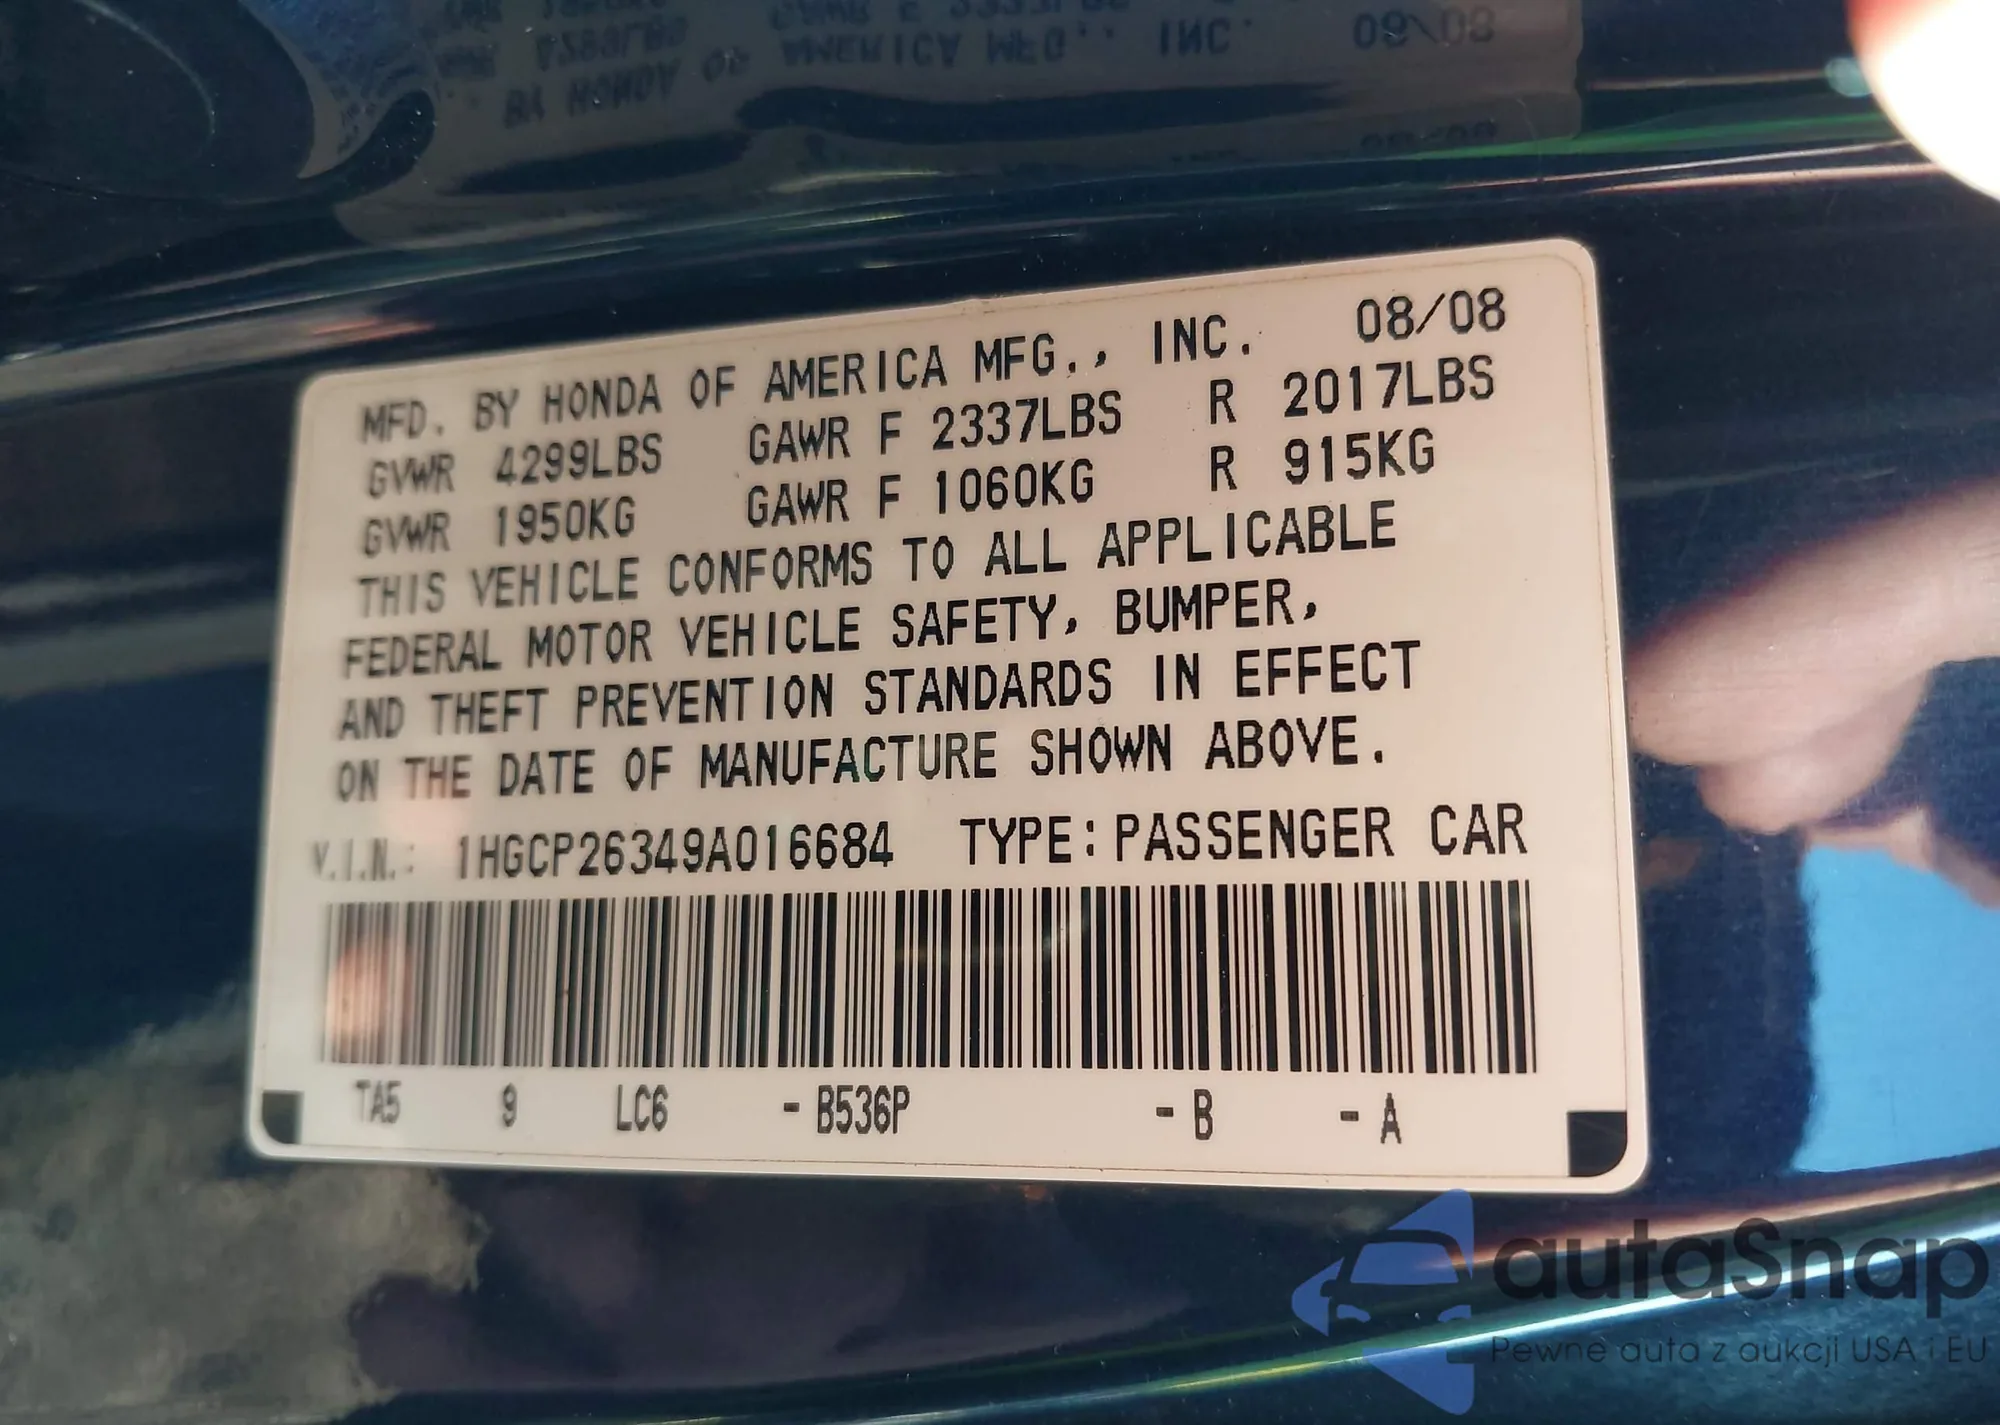 MFD. BY HONDA OF AMERICA MFG., INC. 08/08
GVWR 4299LBS GAWR F 2337LBS R 2017LBS
GVWR 1950KG GAWR F 1060KG R 915KG
THIS VEHICLE CONFORMS TO ALL APPLICABLE
FEDERAL MOTOR VEHICLE SAFETY, BUMPER,
AND THEFT PREVENTION STANDARDS IN EFFECT
ON THE DATE OF MANUFACTURE SHOWN ABOVE.
V.I.N.: 1HGCP26349A016684 TYPE: PASSENGER CAR
TA5 9 LC6 - B536P - B - A
autaSnap
Pewne auta z aukcji USA i EU